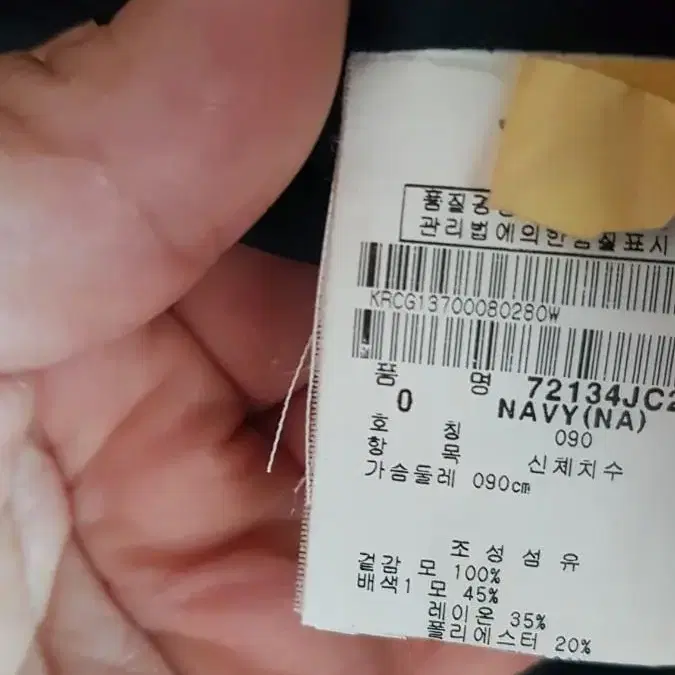 품질
관리법에의한품질표시
KRCG13700080280W
품 명 72134JC2
0 NAVY(NA)
호 칭 090
항 목 신체치수
가슴둘레 090cm
조성섬유
겉감 모 100%
배색1 모 45%
레이온 35%
폴리에스터 20%